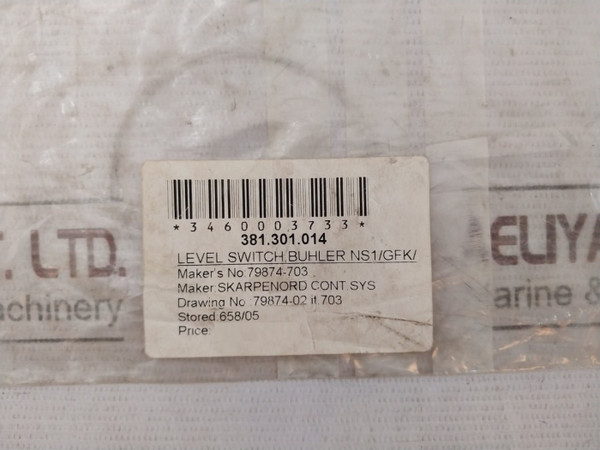 *3460003733*
381.301.014
LEVEL SWITCH,BUHLER NS1/GFK/
Maker's No:79874-703
Maker:SKARPENORD CONT.SYS
Drawing No.:79874-02 it.703
Stored:658/05
Price:
T. LTD.
achinery
ELIYA
arine &